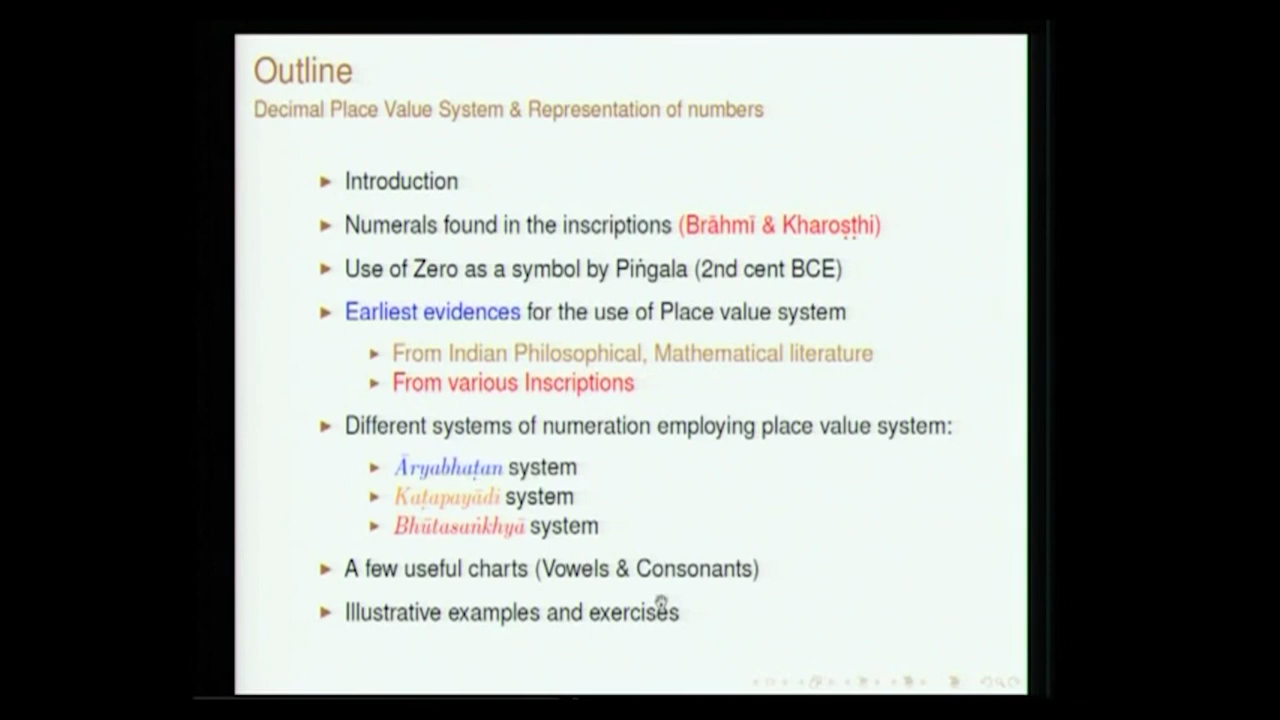 Outline
Decimal Place Value System & Representation of numbers
Introduction
Numerals found in the inscriptions (Brāhmī & Kharoṣṭhi)
Use of Zero as a symbol by Piṅgala (2nd cent BCE)
Earliest evidences for the use of Place value system
From Indian Philosophical, Mathematical literature
From various Inscriptions
Different systems of numeration employing place value system:
Āryabhaṭan system
Kaṭapayādi system
Bhūtasaṅkhyā system
A few useful charts (Vowels & Consonants)
Illustrative examples and exercises